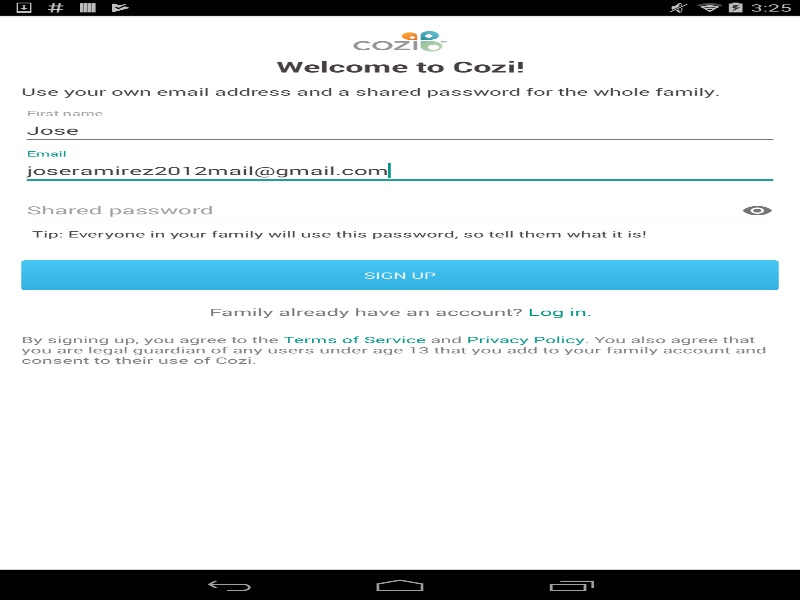 3:25
cozi
Welcome to Cozi!
Use your own email address and a shared password for the whole family.
First name
Jose
Email
joseramirez2012mail@gmail.com
Shared password
Tip: Everyone in your family will use this password, so tell them what it is!
SIGN UP
Family already have an account? Log in.
By signing up, you agree to the Terms of Service and Privacy Policy. You also agree that
you are legal guardian of any users under age 13 that you add to your family account and
consent to their use of Cozi.